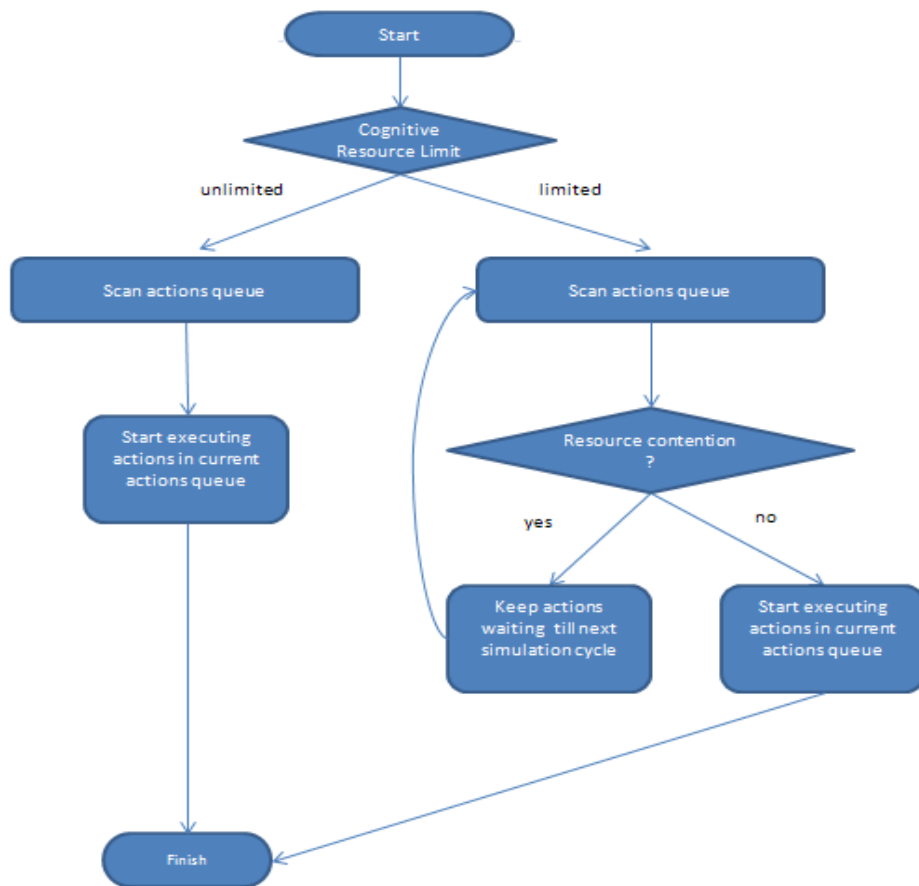 Start
Cognitive
Resource Limit
unlimited
limited
Scan actions queue
Scan actions queue
Start executing
actions in current
actions queue
Resource contention
?
yes
no
Keep actions
waiting till next
simulation cycle
Start executing
actions in current
actions queue
Finish